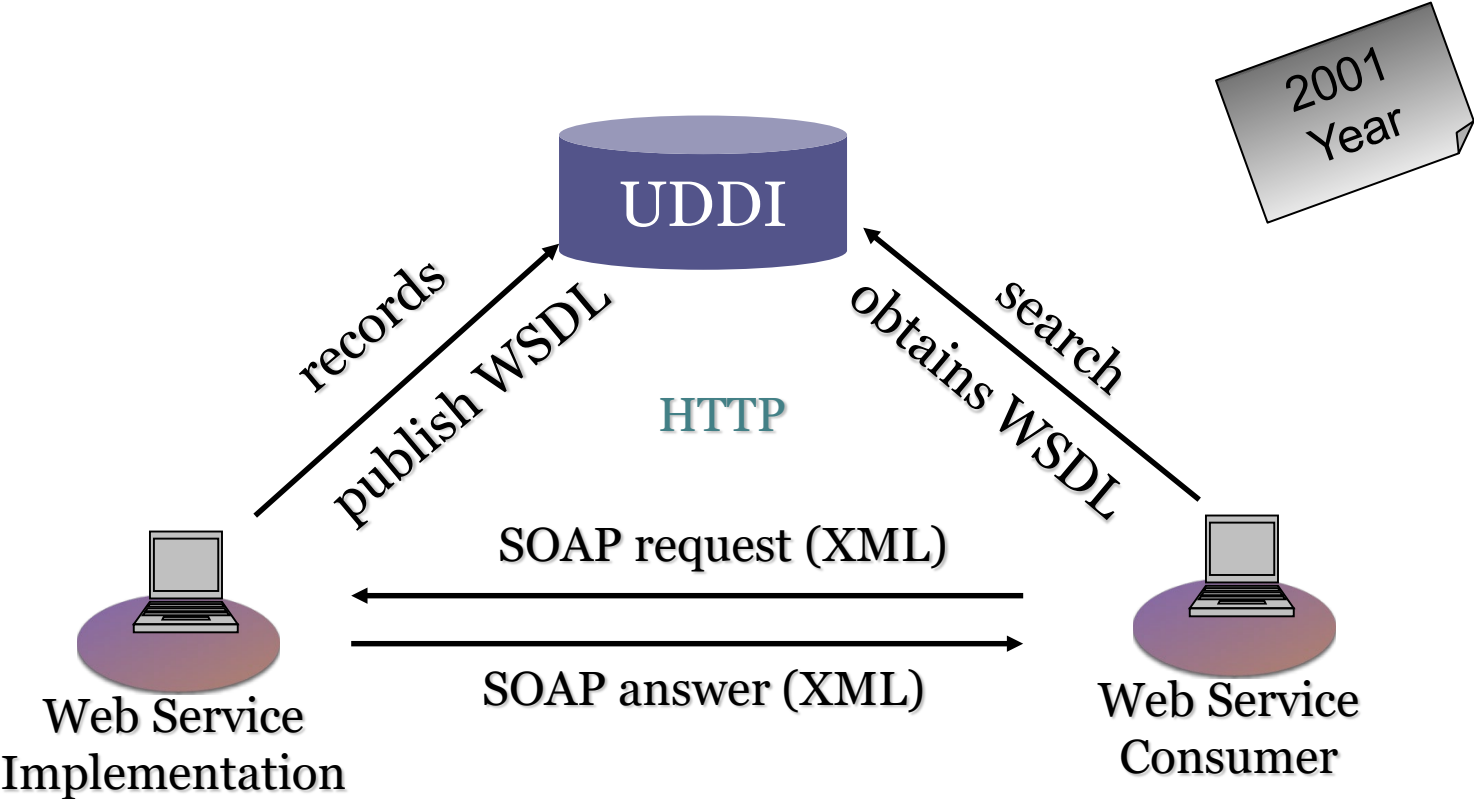 2001
Year
UDDI
records
publish WSDL
search
obtains WSDL
HTTP
SOAP request (XML)
SOAP answer (XML)
Web Service
Implementation
Web Service
Consumer